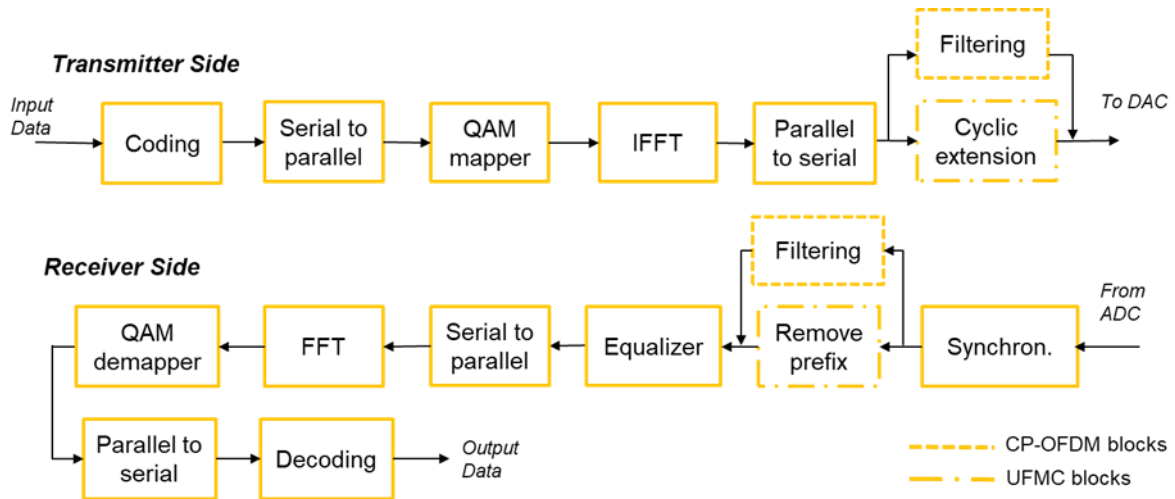 Transmitter Side
Input
Data
Coding
Serial to
parallel
QAM
mapper
IFFT
Parallel
to serial
Filtering
Cyclic
extension
To DAC
Receiver Side
From
ADC
Synchron.
Filtering
Remove
prefix
Equalizer
Serial to
parallel
FFT
QAM
demapper
Parallel to
serial
Decoding
Output
Data
CP-OFDM blocks
UFMC blocks